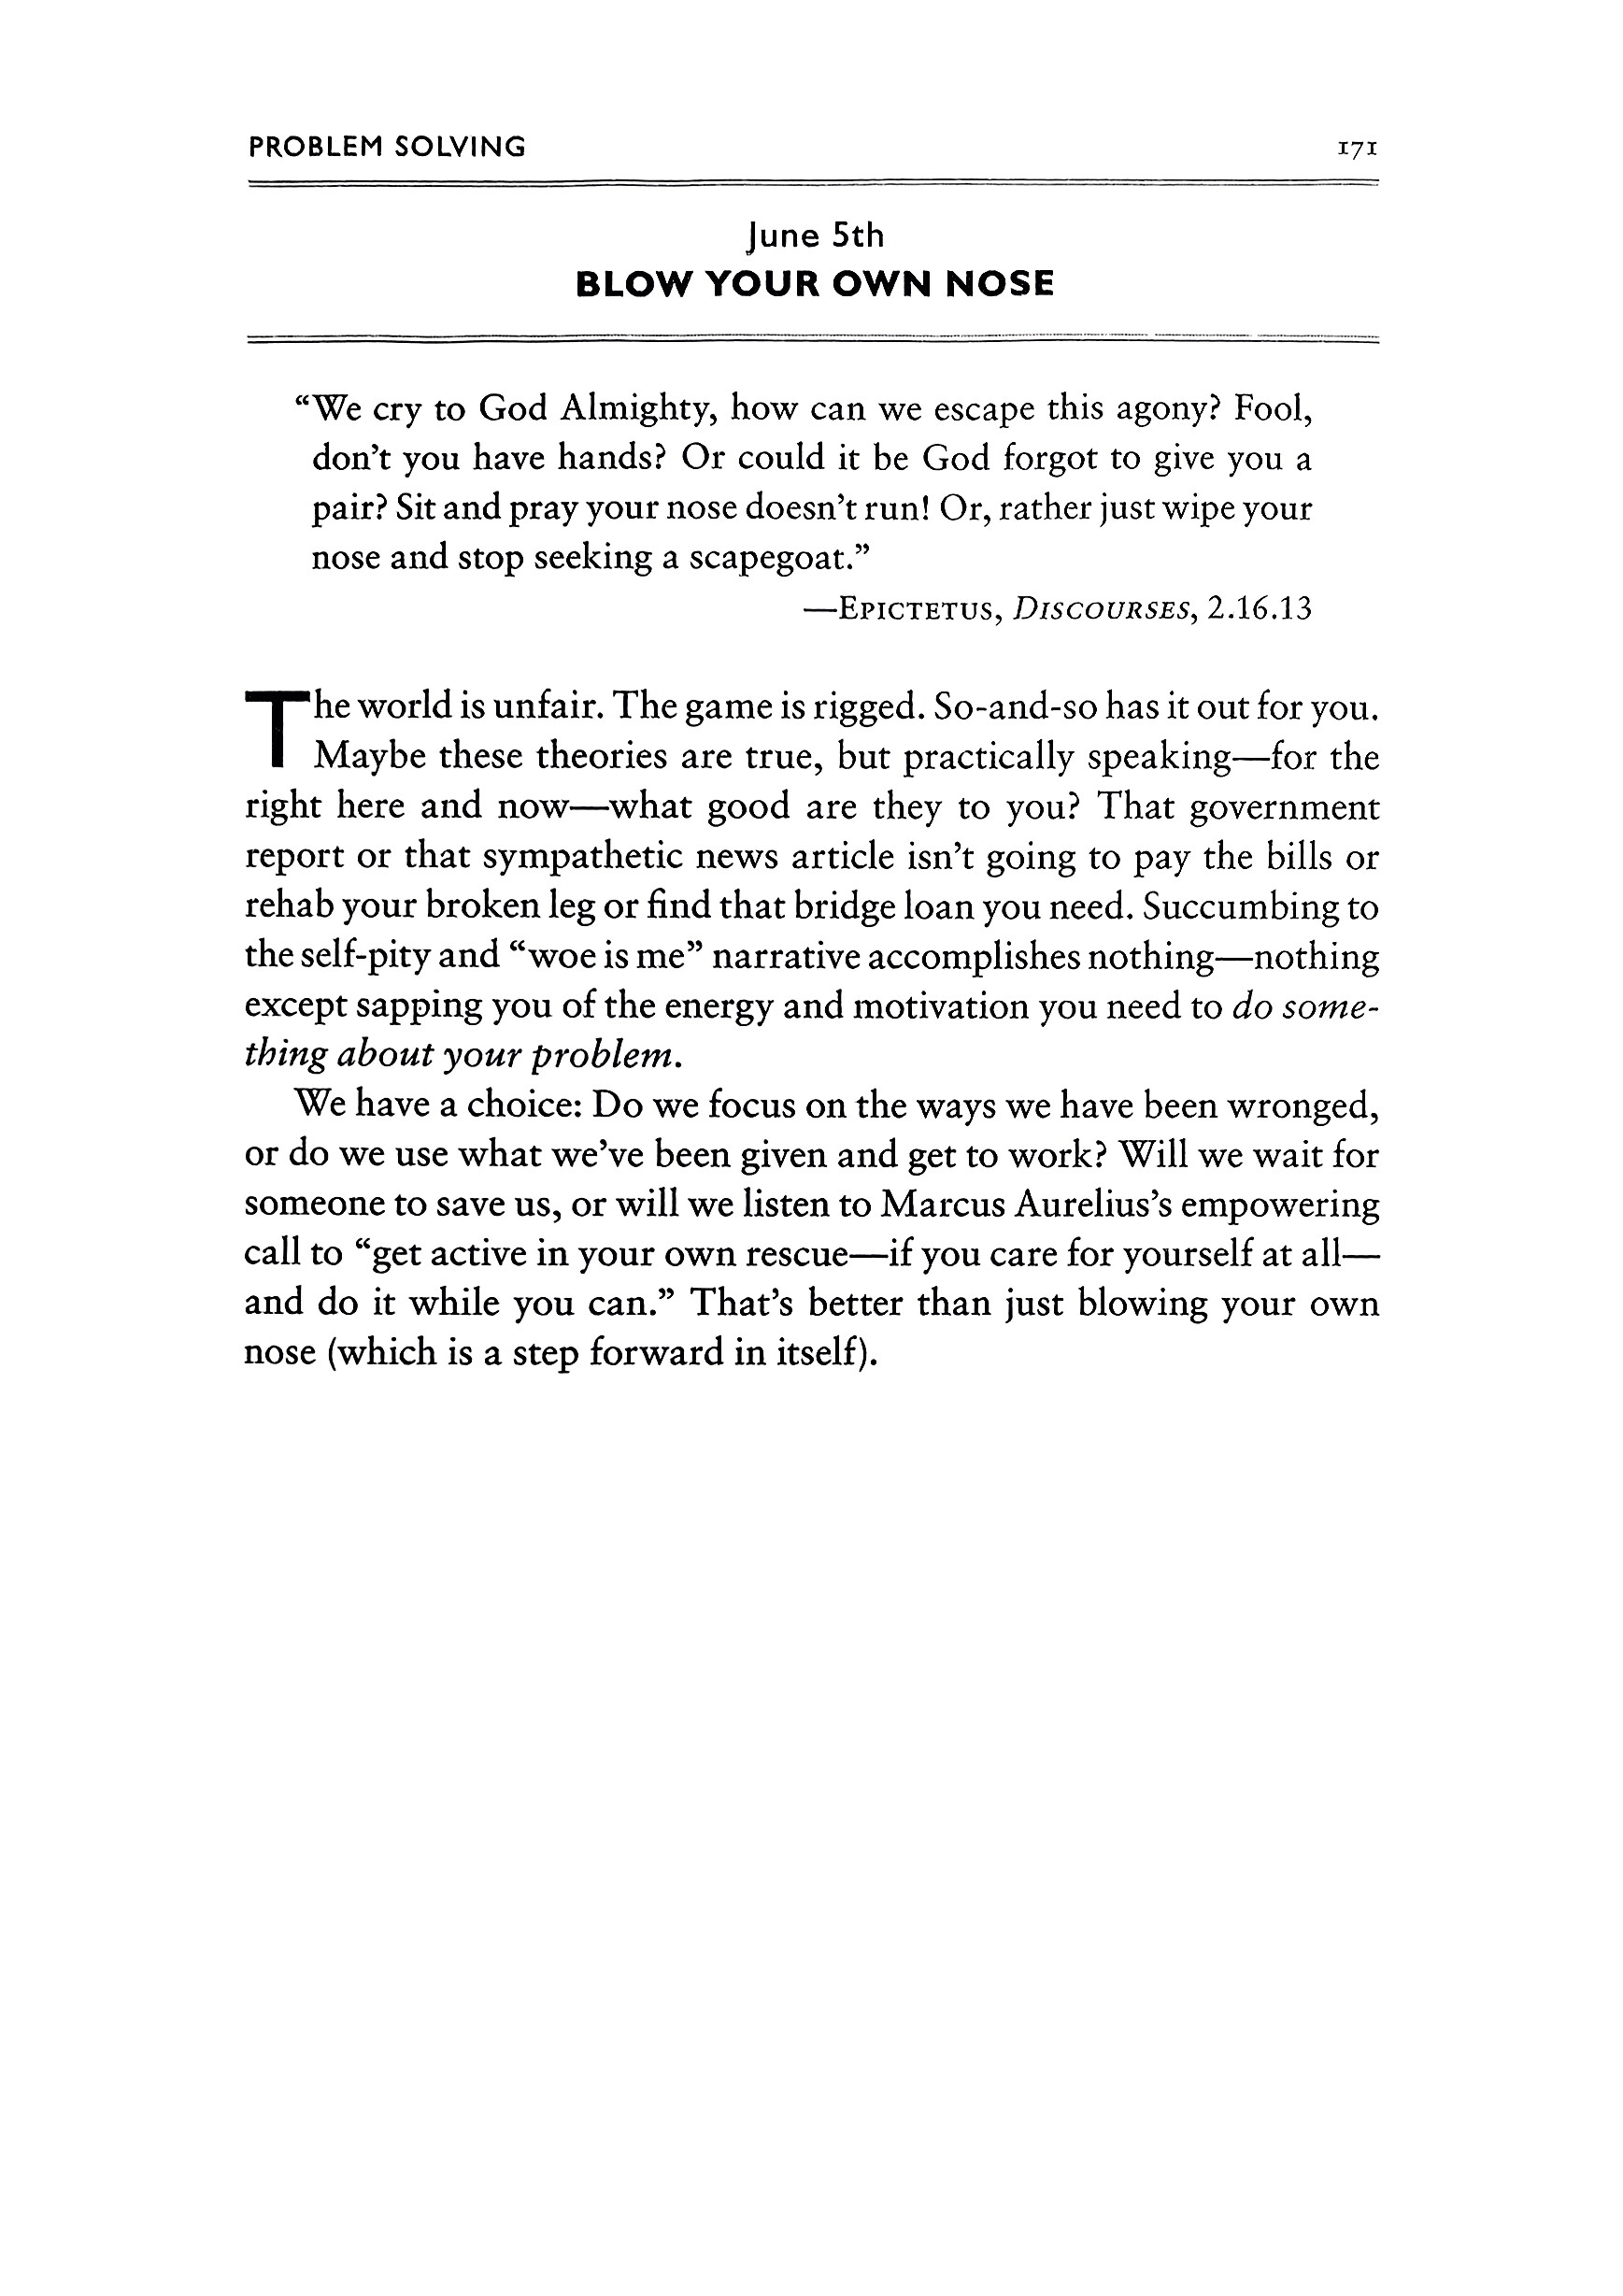 PROBLEM SOLVING 171
June 5th
BLOW YOUR OWN NOSE
“We cry to God Almighty, how can we escape this agony? Fool,
don’t you have hands? Or could it be God forgot to give you a
pair? Sit and pray your nose doesn’t run! Or, rather just wipe your
nose and stop seeking a scapegoat.”
—Epictetus, Discourses, 2.16.13
The world is unfair. The game is rigged. So-and-so has it out for you.
Maybe these theories are true, but practically speaking—for the
right here and now—what good are they to you? That government
report or that sympathetic news article isn’t going to pay the bills or
rehab your broken leg or find that bridge loan you need. Succumbing to
the self-pity and “woe is me” narrative accomplishes nothing—nothing
except sapping you of the energy and motivation you need to do some-
thing about your problem.
We have a choice: Do we focus on the ways we have been wronged,
or do we use what we’ve been given and get to work? Will we wait for
someone to save us, or will we listen to Marcus Aurelius’s empowering
call to “get active in your own rescue—if you care for yourself at all—
and do it while you can.” That’s better than just blowing your own
nose (which is a step forward in itself).